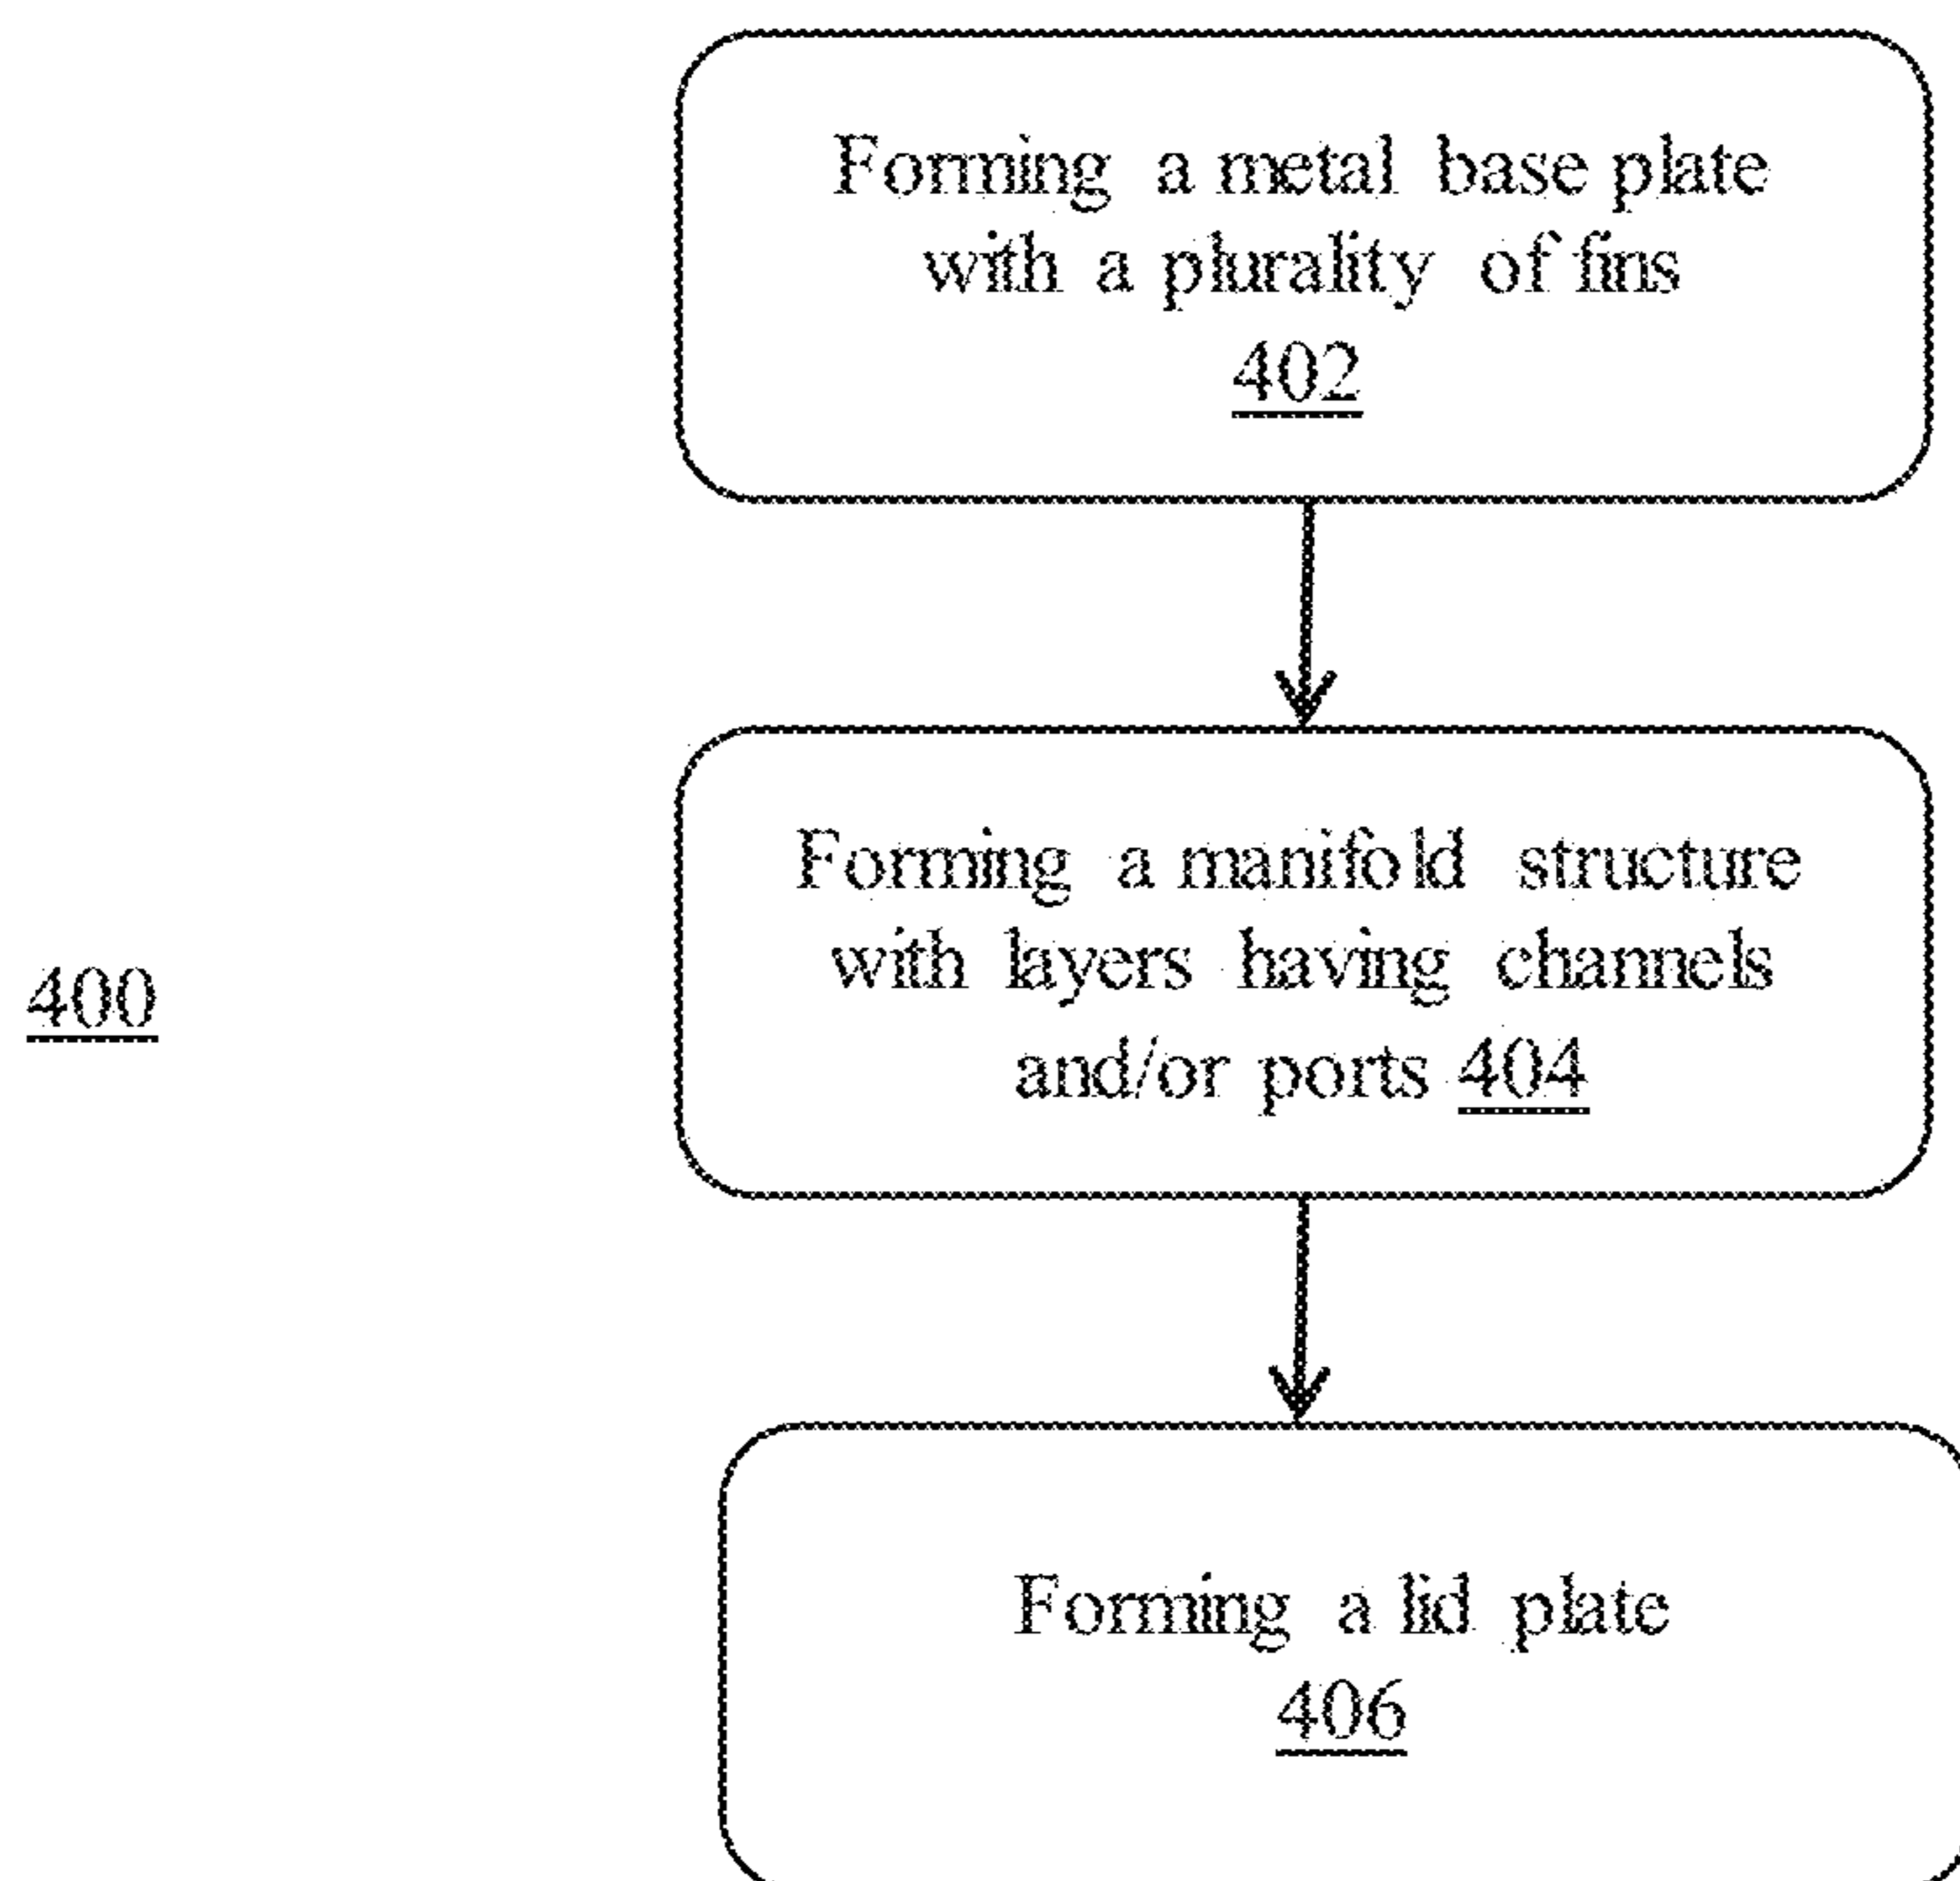 Forming a metal base plate
with a plurality of fins
402
Forming a manifold structure
with layers having channels
and/or ports 404
400
Forming a lid plate
406